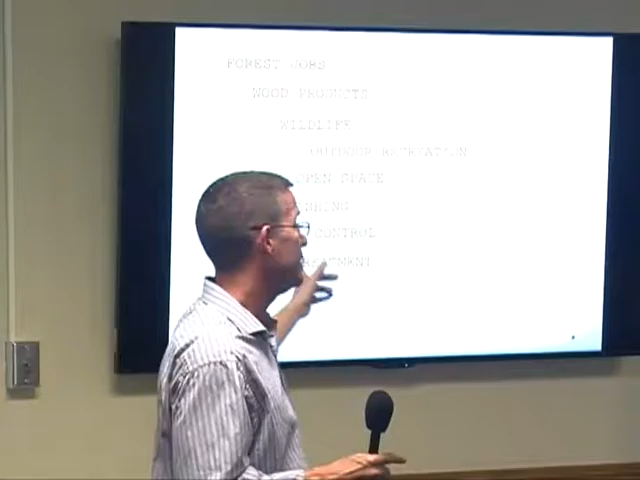 FOREST JOBS
WOOD PRODUCTS
WILDLIFE
OUTDOOR RECREATION
OPEN SPACE
CONTROL